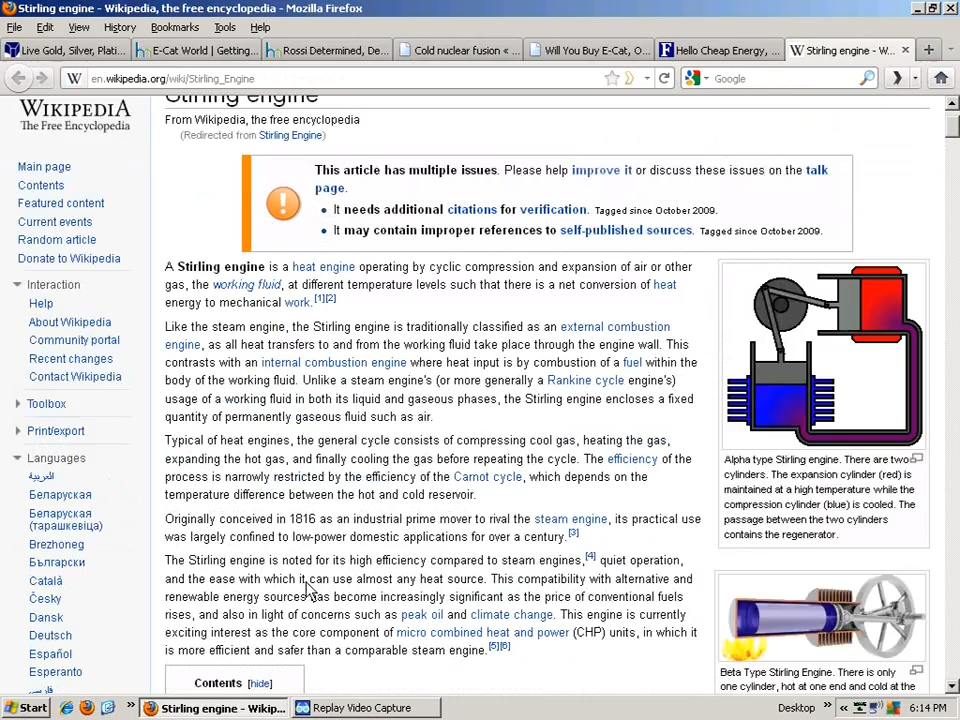 Stirling engine - Wikipedia, the free encyclopedia - Mozilla Firefox
File Edit View History Bookmarks Tools Help
Live Gold, Silver, Plati...
E-Cat World | Getting...
Rossi Determined, De...
Cold nuclear fusion « ...
Will You Buy E-Cat, O...
Hello Cheap Energy, ...
Stirling engine - W...
en.wikipedia.org/wiki/Stirling_Engine
Google
WIKIPEDIA
The Free Encyclopedia
Main page
Contents
Featured content
Current events
Random article
Donate to Wikipedia
Interaction
Help
About Wikipedia
Community portal
Recent changes
Contact Wikipedia
Toolbox
Print/export
Languages
العربية
Беларуская
Беларуская
(тарашкевіца)
Brezhoneg
Български
Català
Česky
Dansk
Deutsch
Español
Esperanto
فارسی
Stirling engine
From Wikipedia, the free encyclopedia
(Redirected from Stirling Engine)
This article has multiple issues. Please help improve it or discuss these issues on the talk
page.
• It needs additional citations for verification. Tagged since October 2009.
• It may contain improper references to self-published sources. Tagged since October 2009.
A Stirling engine is a heat engine operating by cyclic compression and expansion of air or other
gas, the working fluid, at different temperature levels such that there is a net conversion of heat
energy to mechanical work.[1][2]
Like the steam engine, the Stirling engine is traditionally classified as an external combustion
engine, as all heat transfers to and from the working fluid take place through the engine wall. This
contrasts with an internal combustion engine where heat input is by combustion of a fuel within the
body of the working fluid. Unlike a steam engine's (or more generally a Rankine cycle engine's)
usage of a working fluid in both its liquid and gaseous phases, the Stirling engine encloses a fixed
quantity of permanently gaseous fluid such as air.
Typical of heat engines, the general cycle consists of compressing cool gas, heating the gas,
expanding the hot gas, and finally cooling the gas before repeating the cycle. The efficiency of the
process is narrowly restricted by the efficiency of the Carnot cycle, which depends on the
temperature difference between the hot and cold reservoir.
Originally conceived in 1816 as an industrial prime mover to rival the steam engine, its practical use
was largely confined to low-power domestic applications for over a century.[3]
The Stirling engine is noted for its high efficiency compared to steam engines,[4] quiet operation,
and the ease with which it can use almost any heat source. This compatibility with alternative and
renewable energy sources has become increasingly significant as the price of conventional fuels
rises, and also in light of concerns such as peak oil and climate change. This engine is currently
exciting interest as the core component of micro combined heat and power (CHP) units, in which it
is more efficient and safer than a comparable steam engine.[5][6]
Contents [hide]
Alpha type Stirling engine. There are two
cylinders. The expansion cylinder (red) is
maintained at a high temperature while the
compression cylinder (blue) is cooled. The
passage between the two cylinders
contains the regenerator.
Beta Type Stirling Engine. There is only
one cylinder, hot at one end and cold at the
Start
Stirling engine - Wikip...
Replay Video Capture
Desktop
6:14 PM